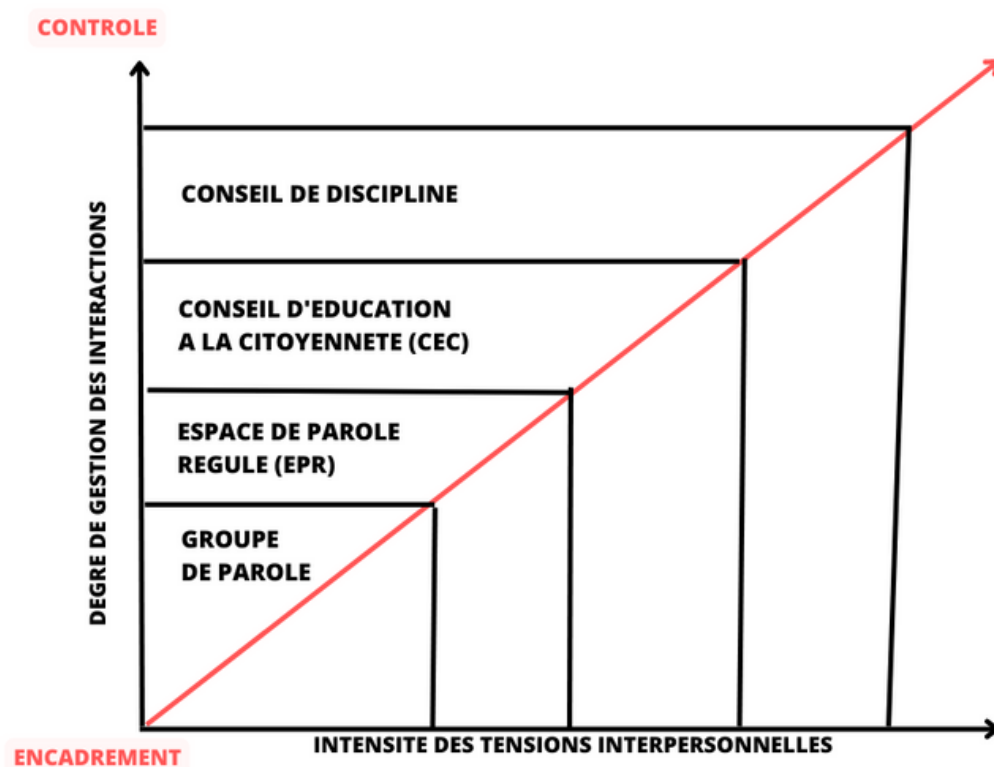 CONTROLE
DEGRE DE GESTION DES INTERACTIONS
CONSEIL DE DISCIPLINE
CONSEIL D'EDUCATION
A LA CITOYENNETE (CEC)
ESPACE DE PAROLE
REGULE (EPR)
GROUPE
DE PAROLE
INTENSITE DES TENSIONS INTERPERSONNELLES
ENCADREMENT